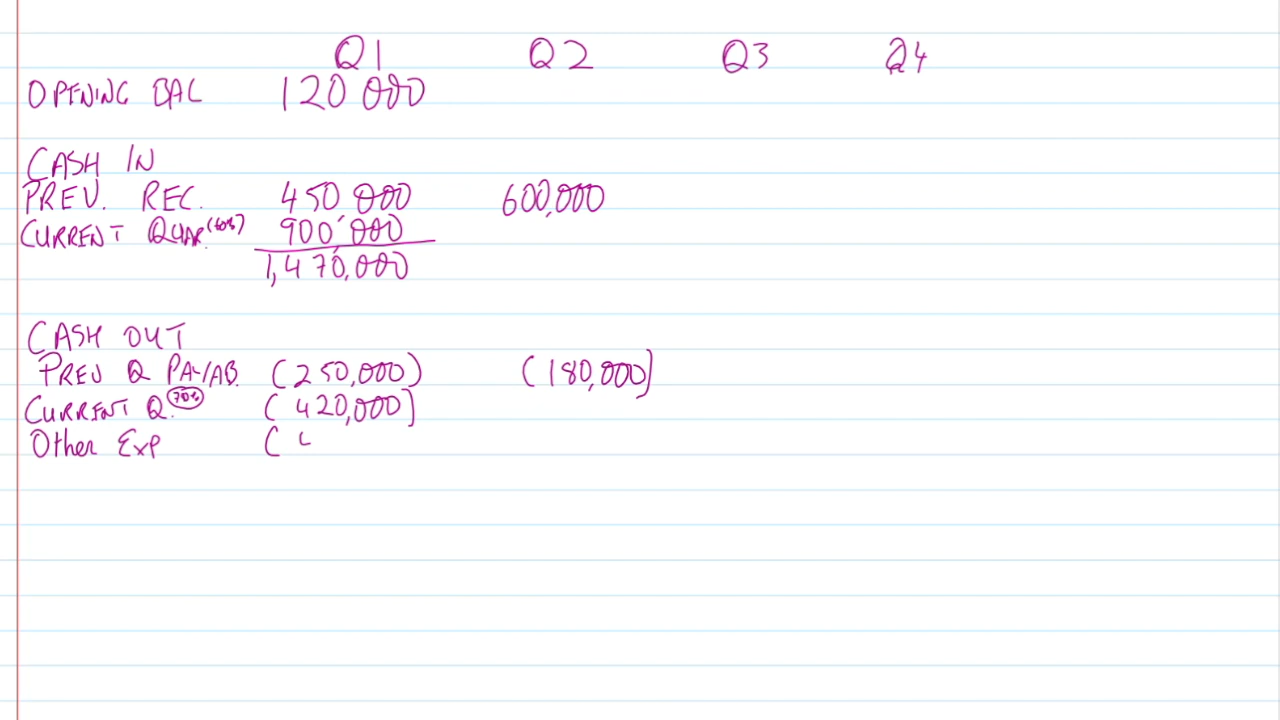 Q1 Q2 Q3 Q4
OPENING BAL 120 000
CASH IN
PREV. REC. 450 000 600,000
CURRENT QUAR. (60%) 900,000
1,470,000
CASH OUT
PREV Q PAYAB. (250,000) (180,000)
CURRENT Q. 70% (420,000]
Other Exp (